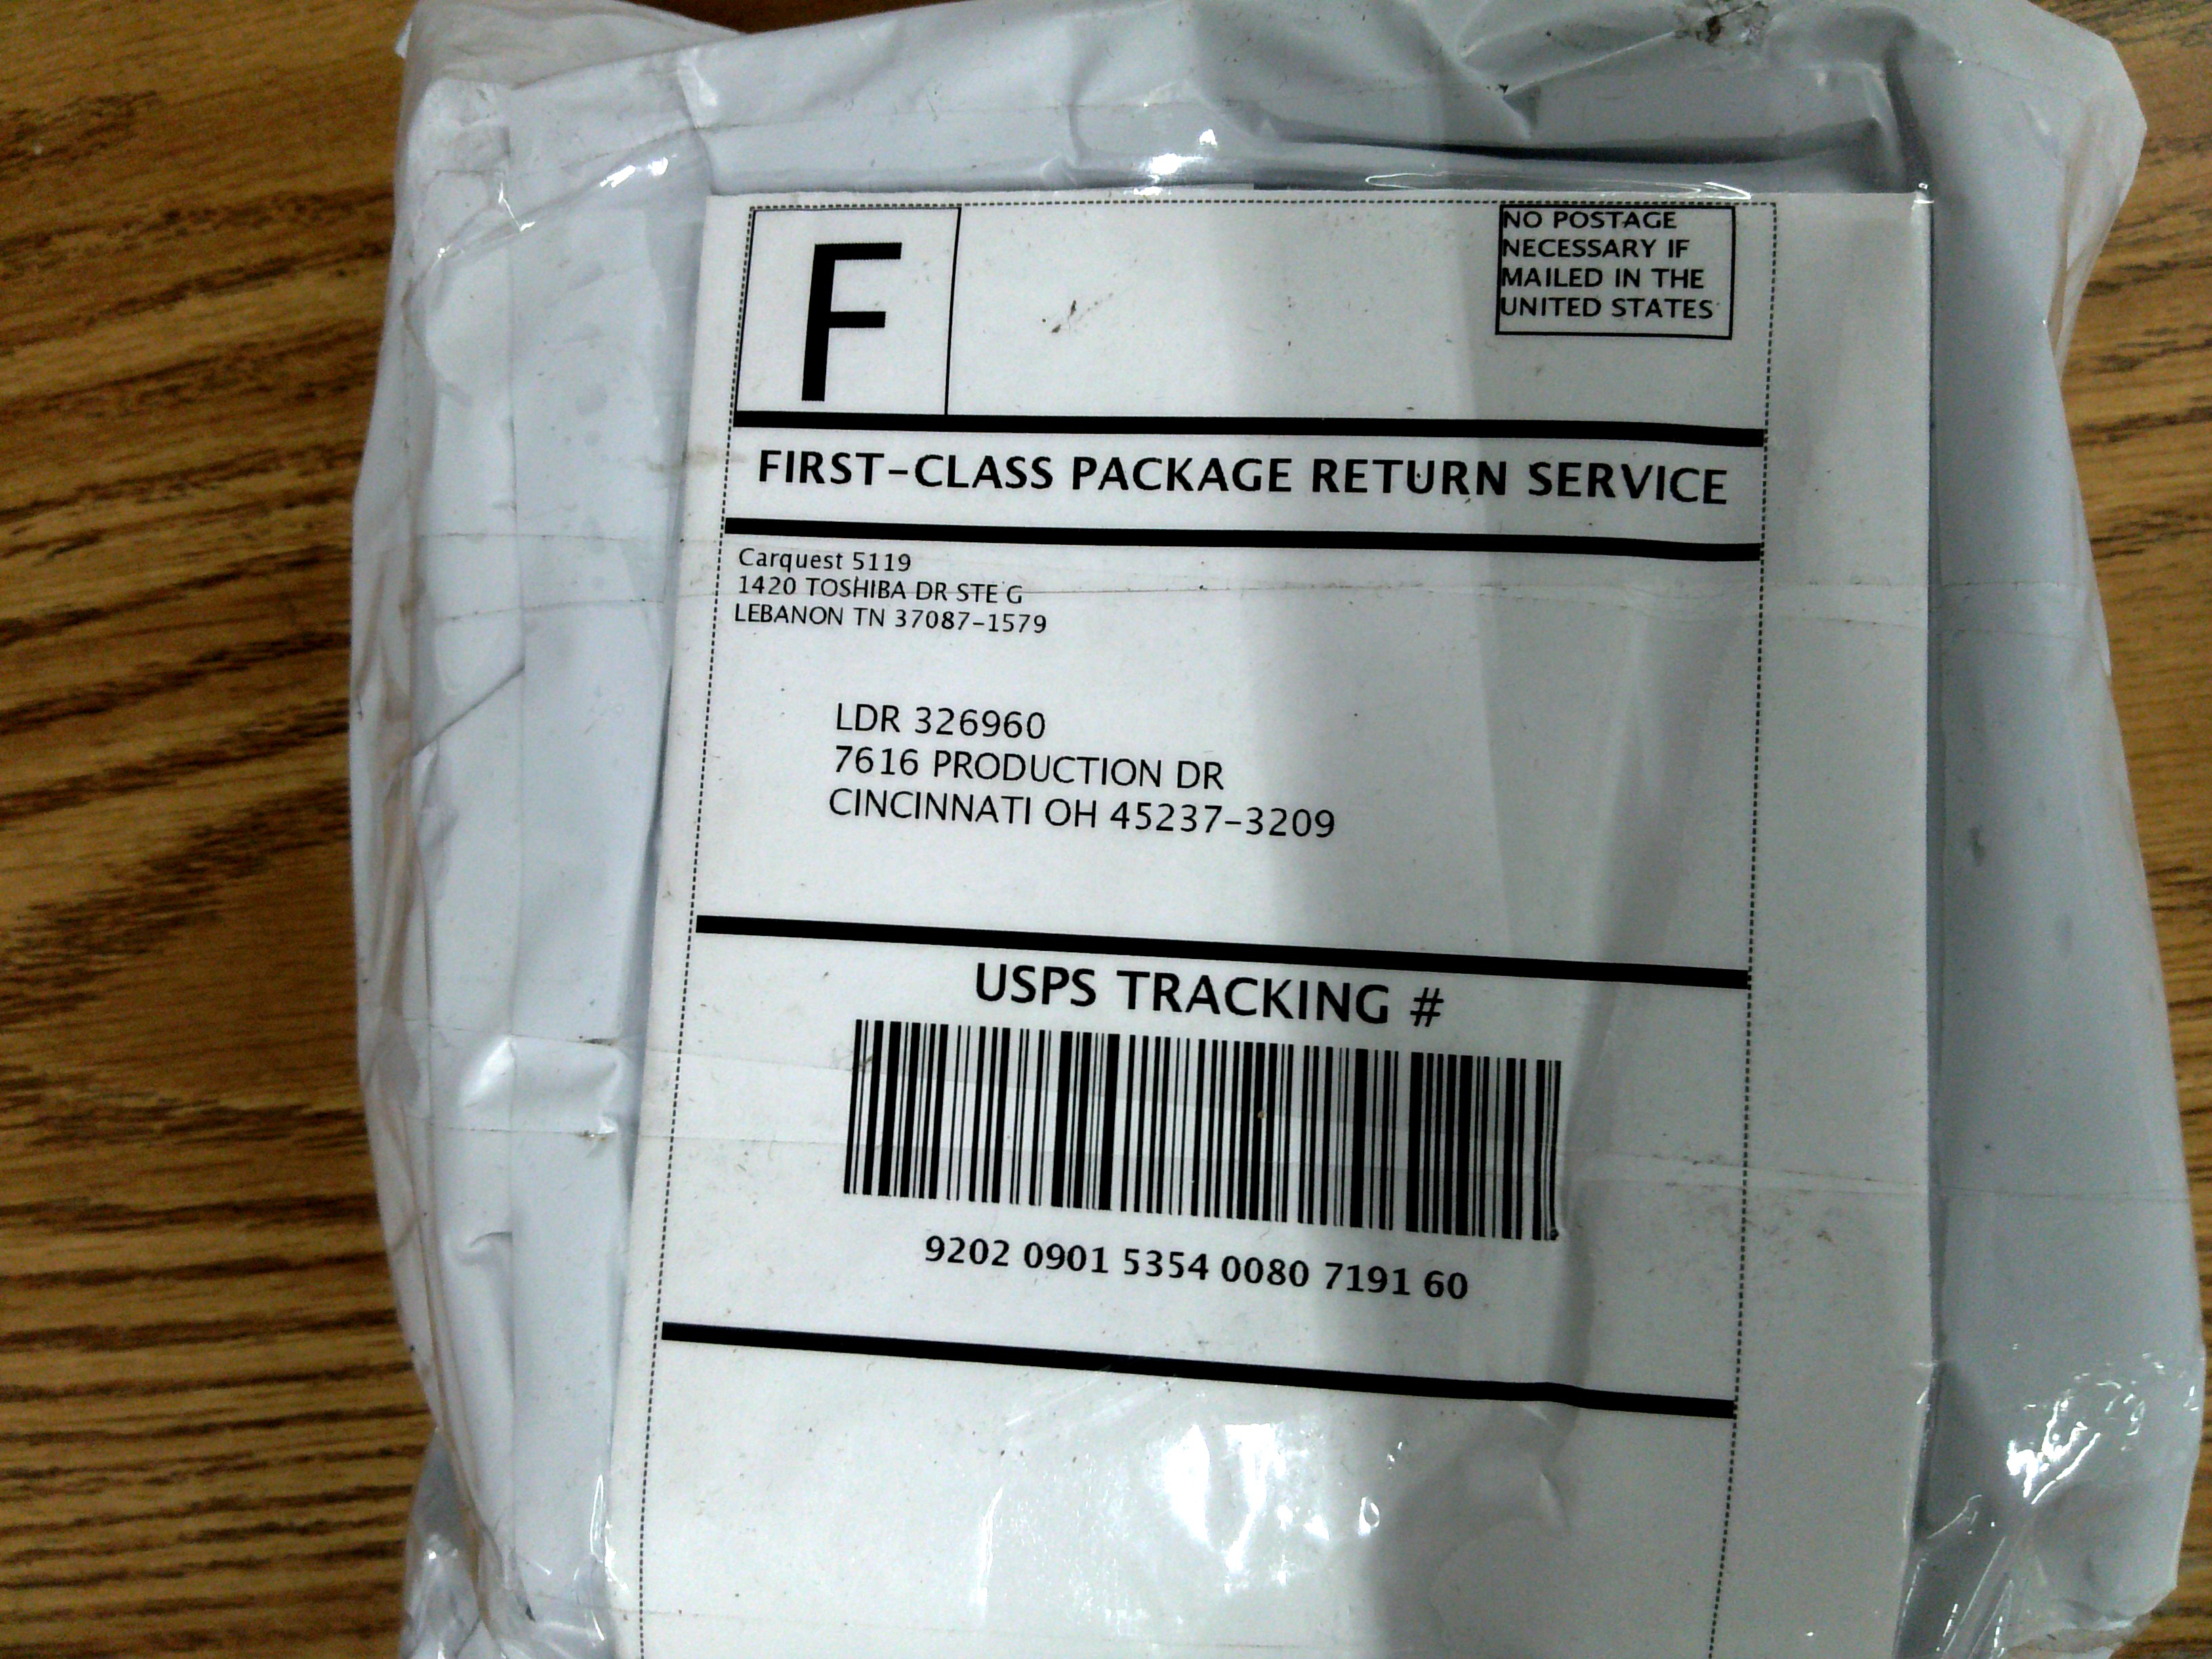 F
NO POSTAGE
NECESSARY IF
MAILED IN THE
UNITED STATES
FIRST-CLASS PACKAGE RETURN SERVICE
Carquest 5119
1420 TOSHIBA DR STE G
LEBANON TN 37087-1579
LDR 326960
7616 PRODUCTION DR
CINCINNATI OH 45237-3209
USPS TRACKING #
9202 0901 5354 0080 7191 60